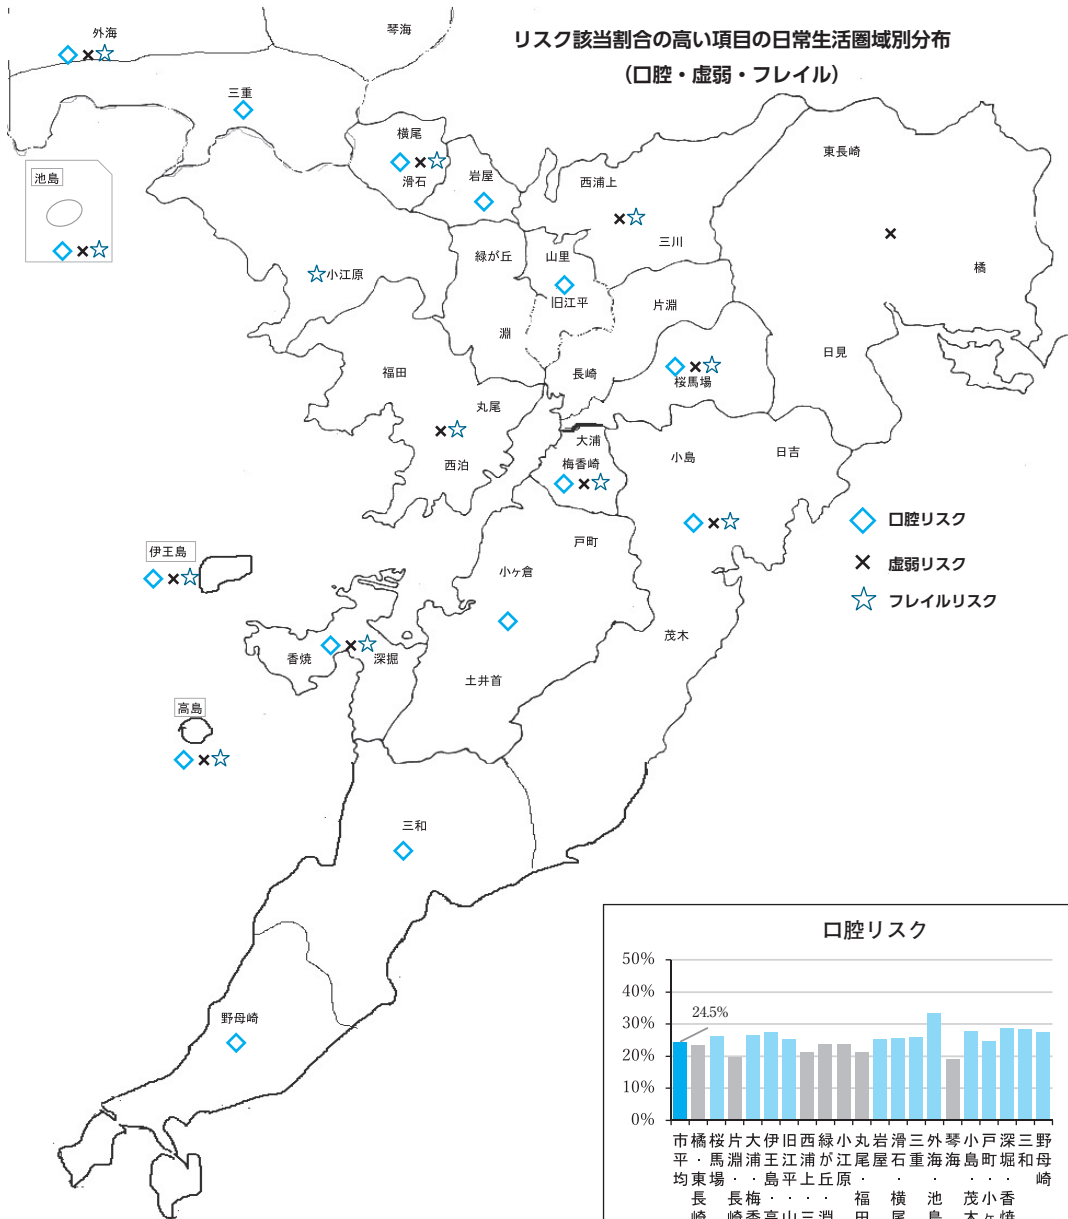 リスク該当割合の高い項目の日常生活圏域別分布
（口腔・虚弱・フレイル）
外海
琴海
三重
横尾
滑石
岩屋
西浦上
三川
東長崎
橘
日見
池島
小江原
緑が丘
淵
山里
旧江平
片淵
桜馬場
長崎
福田
丸尾
西泊
大浦
梅香崎
小島
日吉
戸町
小ヶ倉
土井首
茂木
伊王島
香焼
深掘
高島
三和
野母崎
口腔リスク
虚弱リスク
フレイルリスク
口腔リスク
50%
40%
30%
20%
10%
0%
24.5%
市平均
橘・東長崎
桜馬場
片淵・長崎
大浦・梅香
伊王島・高
旧江平・山
西浦上・三
緑が丘・淵
小江原
丸尾・福田
岩屋
滑石・横尾
三重
外海・池島
琴海
小島・茂木
戸町・小ヶ
深堀・香焼
三和
野母崎